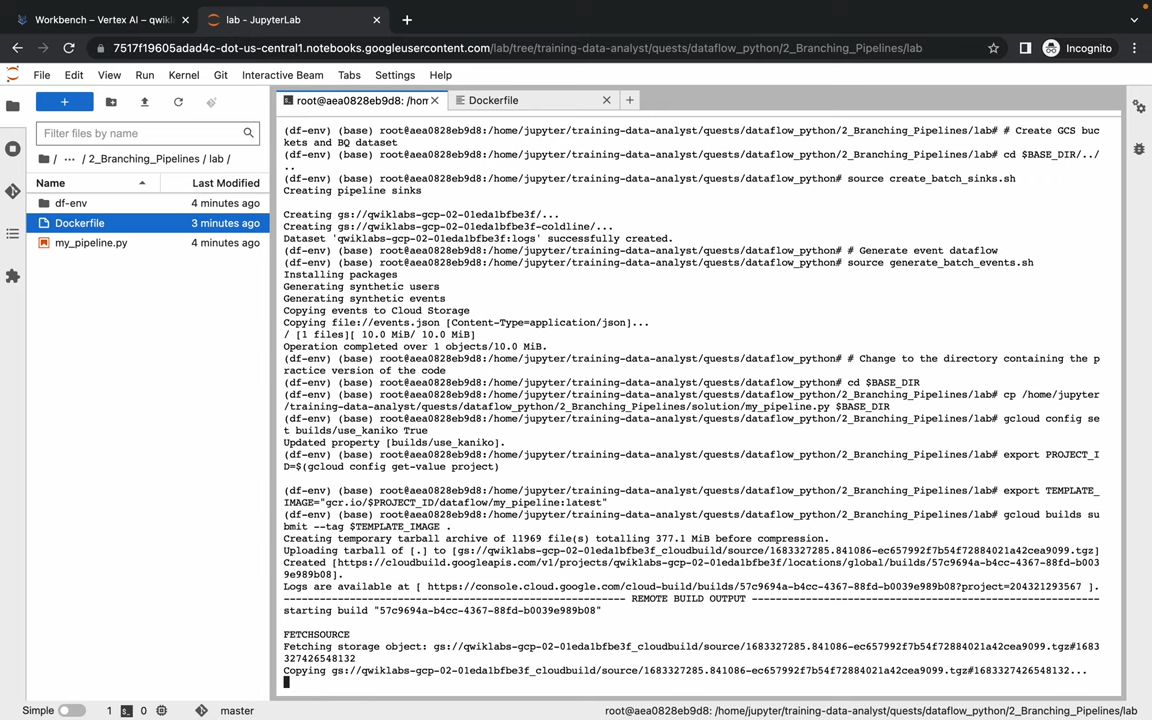 Workbench – Vertex AI – qwikla
lab - JupyterLab
7517f19605adad4c-dot-us-central1.notebooks.googleusercontent.com/lab/tree/training-data-analyst/quests/dataflow_python/2_Branching_Pipelines/lab
Incognito
File Edit View Run Kernel Git Interactive Beam Tabs Settings Help
root@aea0828eb9d8: /hom
Dockerfile
Filter files by name
/ ··· / 2_Branching_Pipelines / lab /
Name Last Modified
df-env 4 minutes ago
Dockerfile 3 minutes ago
my_pipeline.py 4 minutes ago
(df-env) (base) root@aea0828eb9d8:/home/jupyter/training-data-analyst/quests/dataflow_python/2_Branching_Pipelines/lab# # Create GCS buc
kets and BQ dataset
(df-env) (base) root@aea0828eb9d8:/home/jupyter/training-data-analyst/quests/dataflow_python/2_Branching_Pipelines/lab# cd $BASE_DIR/../
..
(df-env) (base) root@aea0828eb9d8:/home/jupyter/training-data-analyst/quests/dataflow_python# source create_batch_sinks.sh
Creating pipeline sinks
Creating gs://qwiklabs-gcp-02-01eda1bfbe3f/...
Creating gs://qwiklabs-gcp-02-01eda1bfbe3f-coldline/...
Dataset 'qwiklabs-gcp-02-01eda1bfbe3f:logs' successfully created.
(df-env) (base) root@aea0828eb9d8:/home/jupyter/training-data-analyst/quests/dataflow_python# # Generate event dataflow
(df-env) (base) root@aea0828eb9d8:/home/jupyter/training-data-analyst/quests/dataflow_python# source generate_batch_events.sh
Installing packages
Generating synthetic users
Generating synthetic events
Copying events to Cloud Storage
Copying file://events.json [Content-Type=application/json]...
/ [1 files][ 10.0 MiB/ 10.0 MiB]
Operation completed over 1 objects/10.0 MiB.
(df-env) (base) root@aea0828eb9d8:/home/jupyter/training-data-analyst/quests/dataflow_python# # Change to the directory containing the p
ractice version of the code
(df-env) (base) root@aea0828eb9d8:/home/jupyter/training-data-analyst/quests/dataflow_python# cd $BASE_DIR
(df-env) (base) root@aea0828eb9d8:/home/jupyter/training-data-analyst/quests/dataflow_python/2_Branching_Pipelines/lab# cp /home/jupyter
/training-data-analyst/quests/dataflow_python/2_Branching_Pipelines/solution/my_pipeline.py $BASE_DIR
(df-env) (base) root@aea0828eb9d8:/home/jupyter/training-data-analyst/quests/dataflow_python/2_Branching_Pipelines/lab# gcloud config se
t builds/use_kaniko True
Updated property [builds/use_kaniko].
(df-env) (base) root@aea0828eb9d8:/home/jupyter/training-data-analyst/quests/dataflow_python/2_Branching_Pipelines/lab# export PROJECT_I
D=$(gcloud config get-value project)
(df-env) (base) root@aea0828eb9d8:/home/jupyter/training-data-analyst/quests/dataflow_python/2_Branching_Pipelines/lab# export TEMPLATE_
IMAGE="gcr.io/$PROJECT_ID/dataflow/my_pipeline:latest"
(df-env) (base) root@aea0828eb9d8:/home/jupyter/training-data-analyst/quests/dataflow_python/2_Branching_Pipelines/lab# gcloud builds su
bmit --tag $TEMPLATE_IMAGE .
Creating temporary tarball archive of 11969 file(s) totalling 377.1 MiB before compression.
Uploading tarball of [.] to [gs://qwiklabs-gcp-02-01eda1bfbe3f_cloudbuild/source/1683327285.841086-ec657992f7b54f72884021a42cea9099.tgz]
Created [https://cloudbuild.googleapis.com/v1/projects/qwiklabs-gcp-02-01eda1bfbe3f/locations/global/builds/57c9694a-b4cc-4367-88fd-b003
9e989b08].
Logs are available at [ https://console.cloud.google.com/cloud-build/builds/57c9694a-b4cc-4367-88fd-b0039e989b08?project=204321293567 ].
------------------------------------------------- REMOTE BUILD OUTPUT --------------------------------------------------
starting build "57c9694a-b4cc-4367-88fd-b0039e989b08"
FETCHSOURCE
Fetching storage object: gs://qwiklabs-gcp-02-01eda1bfbe3f_cloudbuild/source/1683327285.841086-ec657992f7b54f72884021a42cea9099.tgz#1683
327426548132
Copying gs://qwiklabs-gcp-02-01eda1bfbe3f_cloudbuild/source/1683327285.841086-ec657992f7b54f72884021a42cea9099.tgz#1683327426548132...
Simple 1 0 master
root@aea0828eb9d8: /home/jupyter/training-data-analyst/quests/dataflow_python/2_Branching_Pipelines/lab